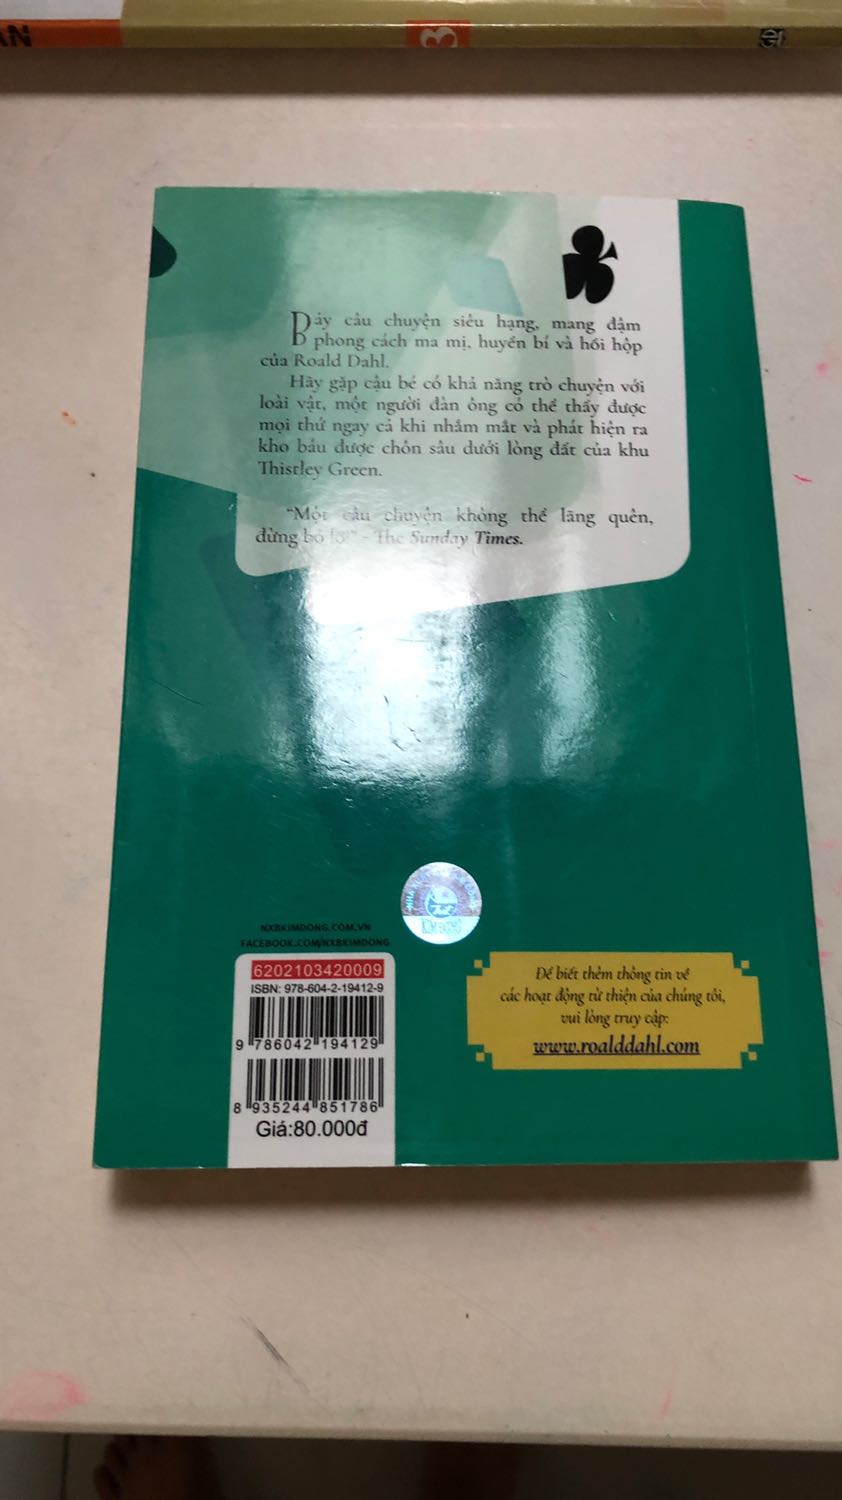 ẢN
3
Bảy câu chuyện siêu hạng, mang đậm
phong cách ma mị, huyền bí và hồi hộp
của Roald Dahl.
Hãy gặp cậu bé có khả năng trò chuyện với
loài vật, một người đàn ông có thể thấy được
mọi thứ ngay cả khi nhắm mắt và phát hiện ra
kho báu được chôn sâu dưới lòng đất của khu
Thistley Green.
“Một câu chuyện không thể lãng quên,
đừng bỏ lỡ!” - The Sunday Times.
NXBKIMDONG.COM.VN
FACEBOOK.COM/NXBKIMDONG
6202103420009
ISBN: 978-604-2-19412-9
9 786042 194129
8 935244 851786
Giá:80.000đ
Để biết thêm thông tin về
các hoạt động từ thiện của chúng tôi,
vui lòng truy cập:
www.roalddahl.com